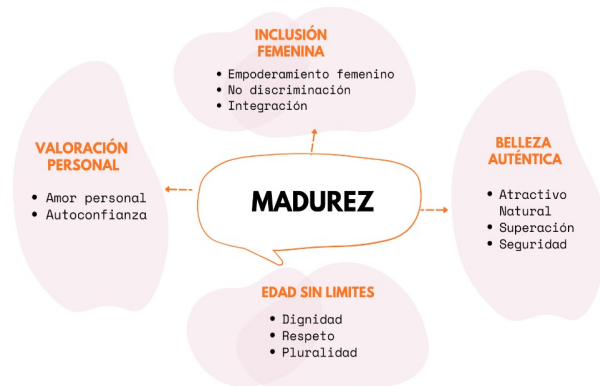 INCLUSIÓN
FEMENINA
• Empoderamiento femenino
• No discriminación
• Integración
VALORACIÓN
PERSONAL
• Amor personal
• Autoconfianza
MADUREZ
BELLEZA
AUTÉNTICA
• Atractivo
Natural
• Superación
• Seguridad
EDAD SIN LIMITES
• Dignidad
• Respeto
• Pluralidad